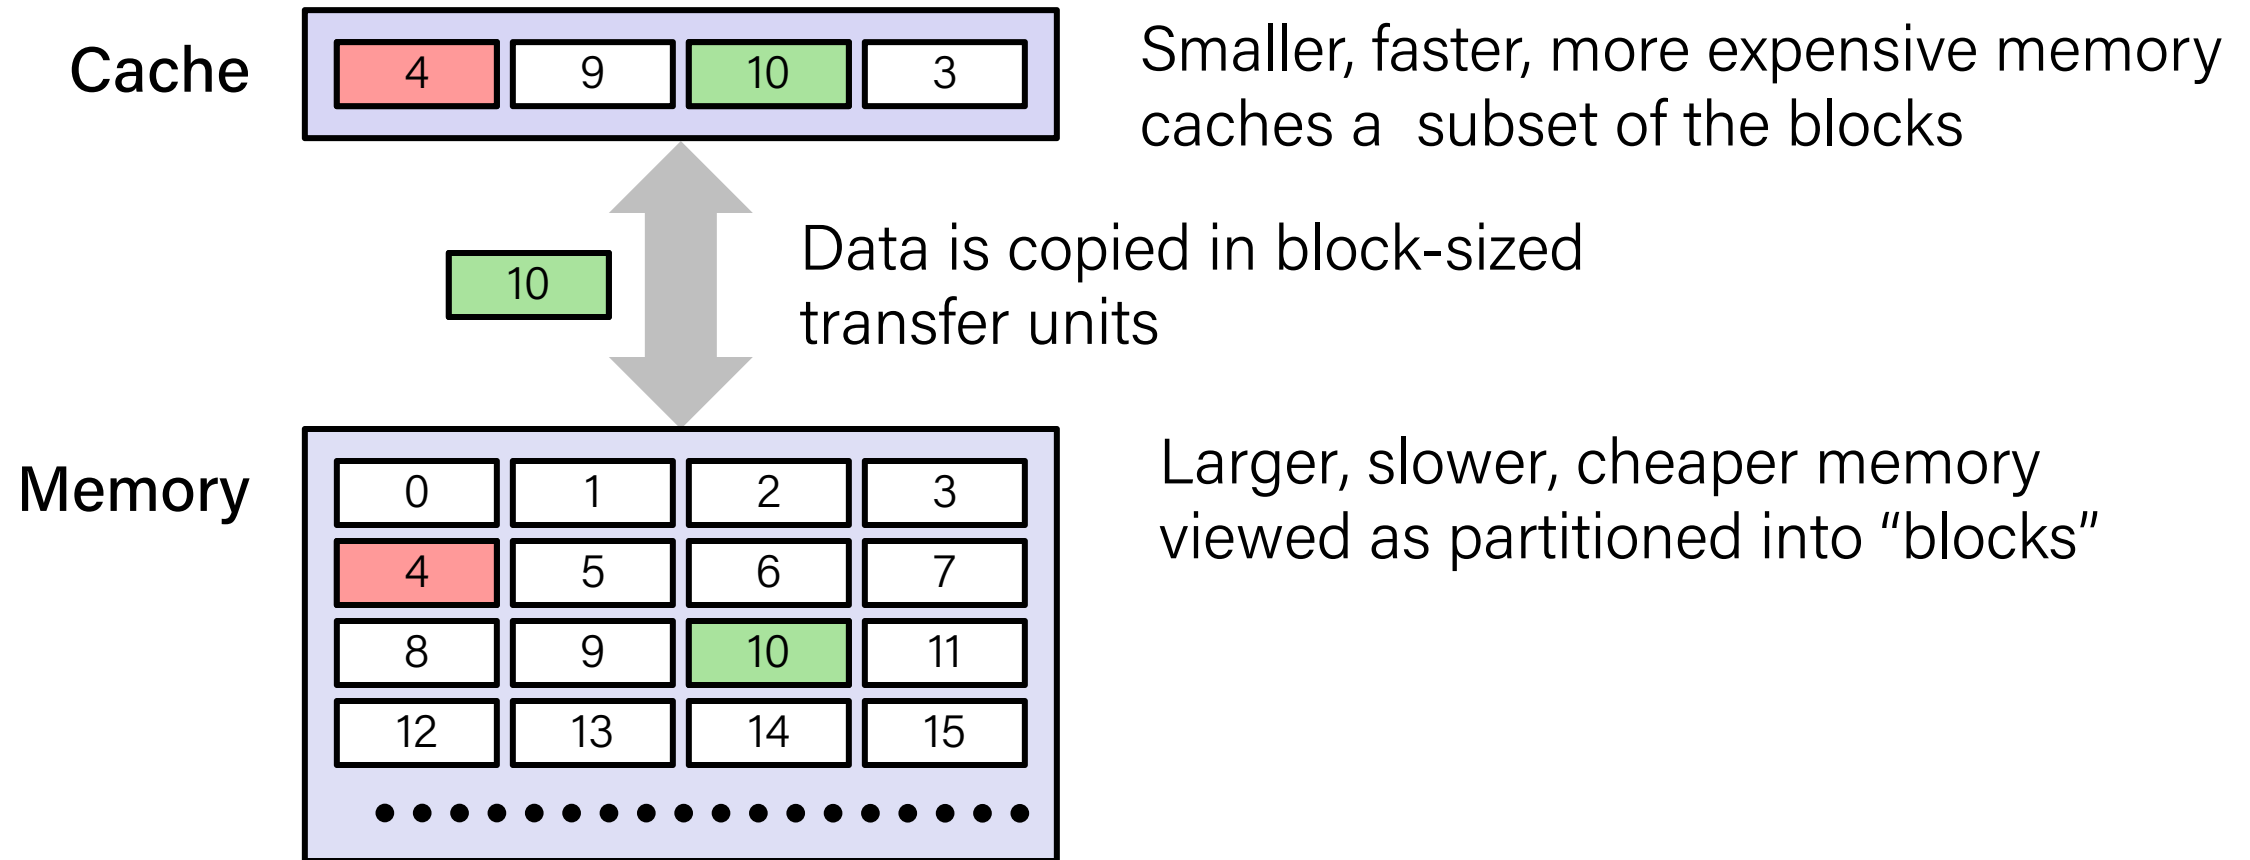 Cache
4 9 10 3
Smaller, faster, more expensive memory
caches a  subset of the blocks
10
Data is copied in block-sized
transfer units
Memory
0 1 2 3
4 5 6 7
8 9 10 11
12 13 14 15
Larger, slower, cheaper memory
viewed as partitioned into “blocks”